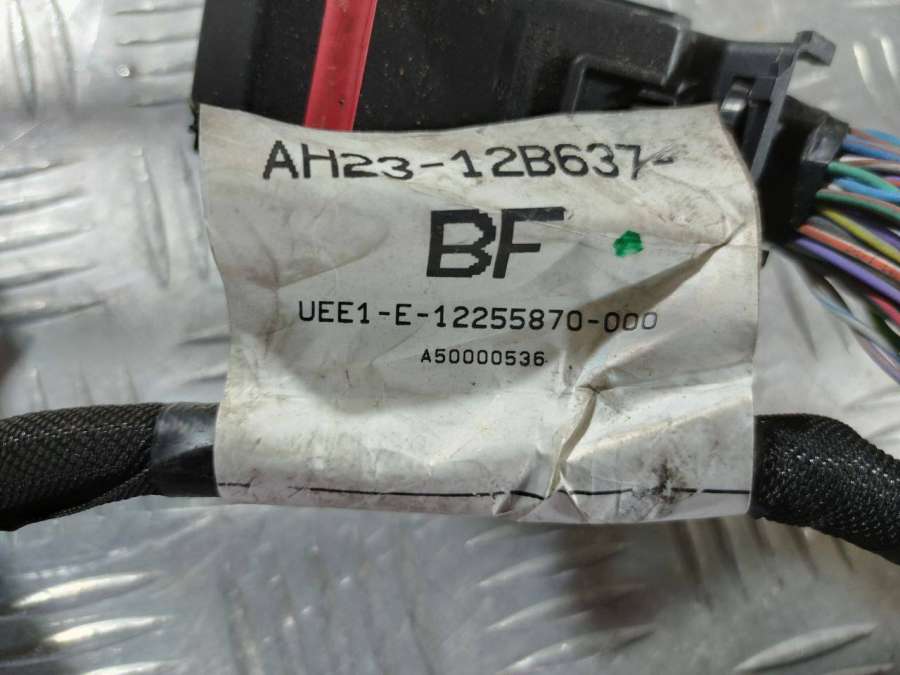 AH23-12B637-
BF
UEE1-E-12255870-000
A50000536